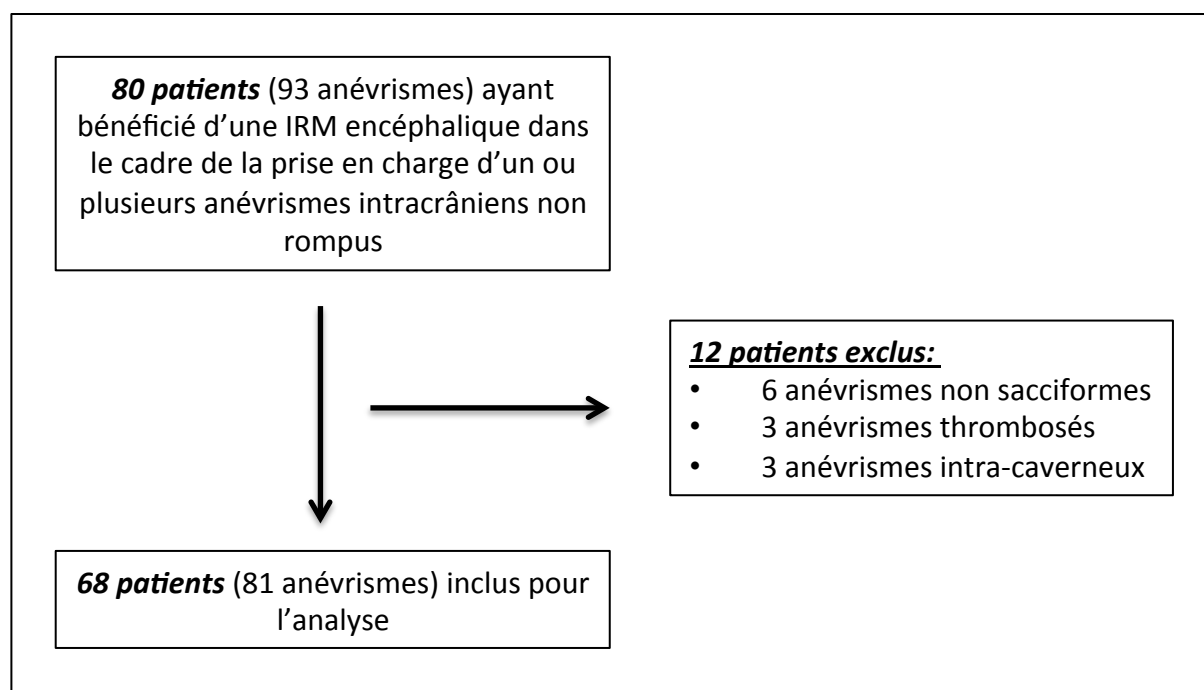 80 patients (93 anévrismes) ayant
bénéficié d’une IRM encéphalique dans
le cadre de la prise en charge d’un ou
plusieurs anévrismes intracrâniens non
rompus
12 patients exclus:
• 6 anévrismes non sacciformes
• 3 anévrismes thrombosés
• 3 anévrismes intra-caverneux
68 patients (81 anévrismes) inclus pour
l’analyse